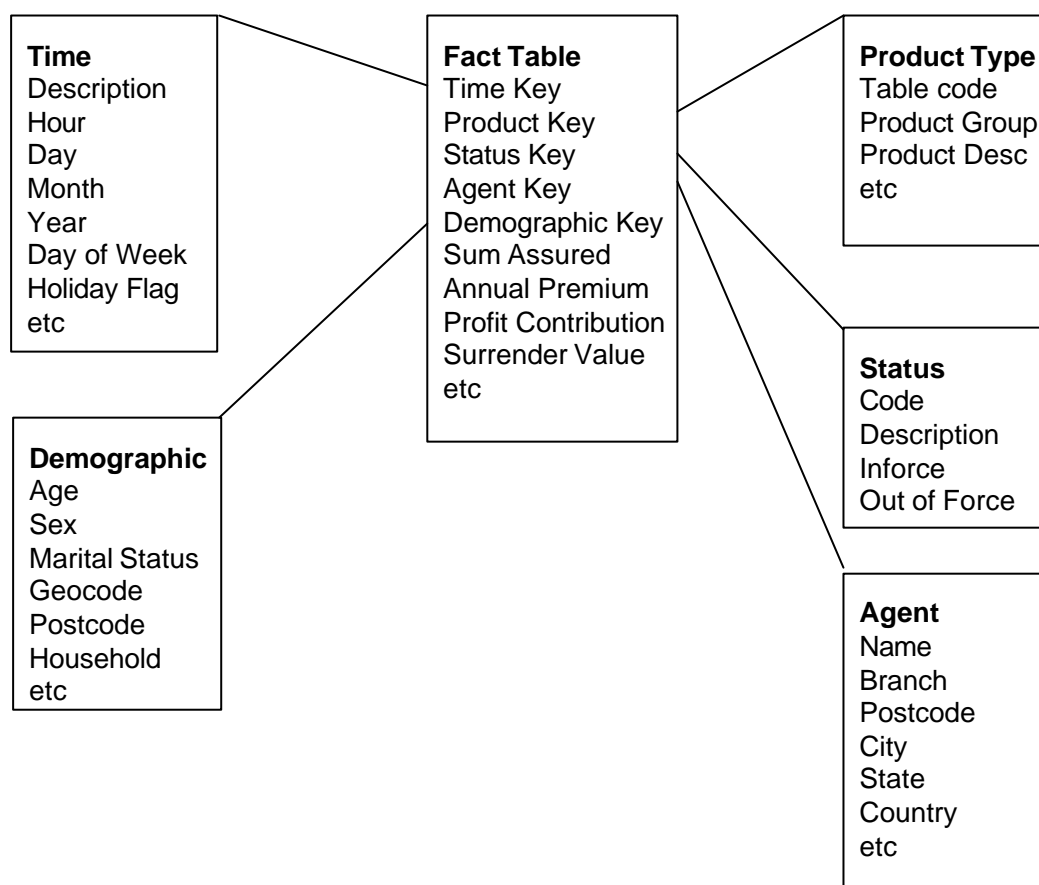 Time
Description
Hour
Day
Month
Year
Day of Week
Holiday Flag
etc
Demographic
Age
Sex
Marital Status
Geocode
Postcode
Household
etc
Fact Table
Time Key
Product Key
Status Key
Agent Key
Demographic Key
Sum Assured
Annual Premium
Profit Contribution
Surrender Value
etc
Product Type
Table code
Product Group
Product Desc
etc
Status
Code
Description
Inforce
Out of Force
Agent
Name
Branch
Postcode
City
State
Country
etc